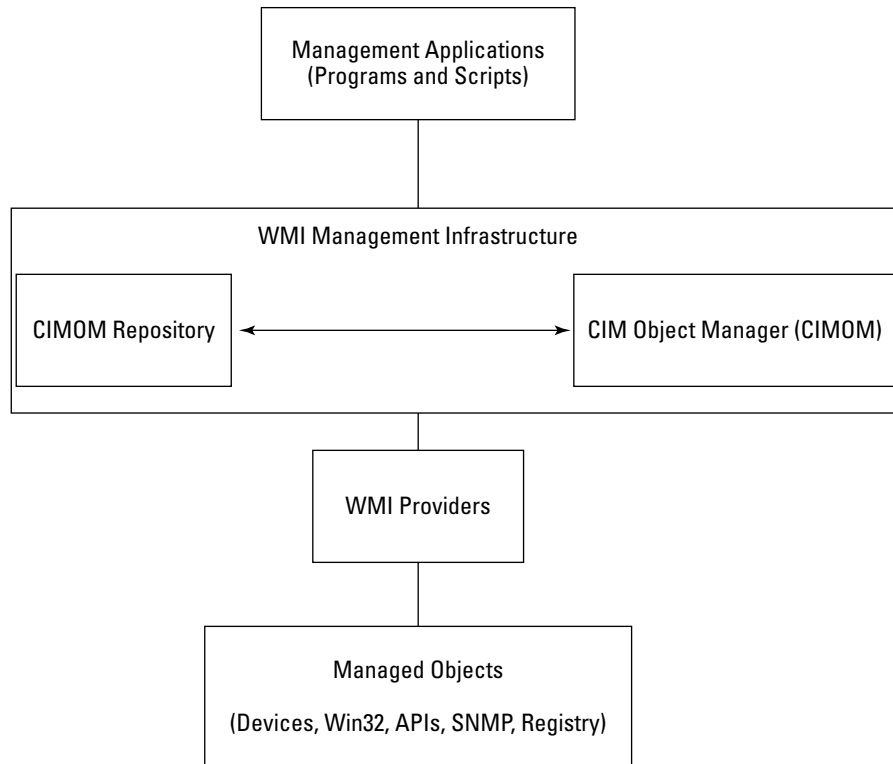 Management Applications
(Programs and Scripts)
WMI Management Infrastructure
CIMOM Repository
CIM Object Manager (CIMOM)
WMI Providers
Managed Objects
(Devices, Win32, APIs, SNMP, Registry)